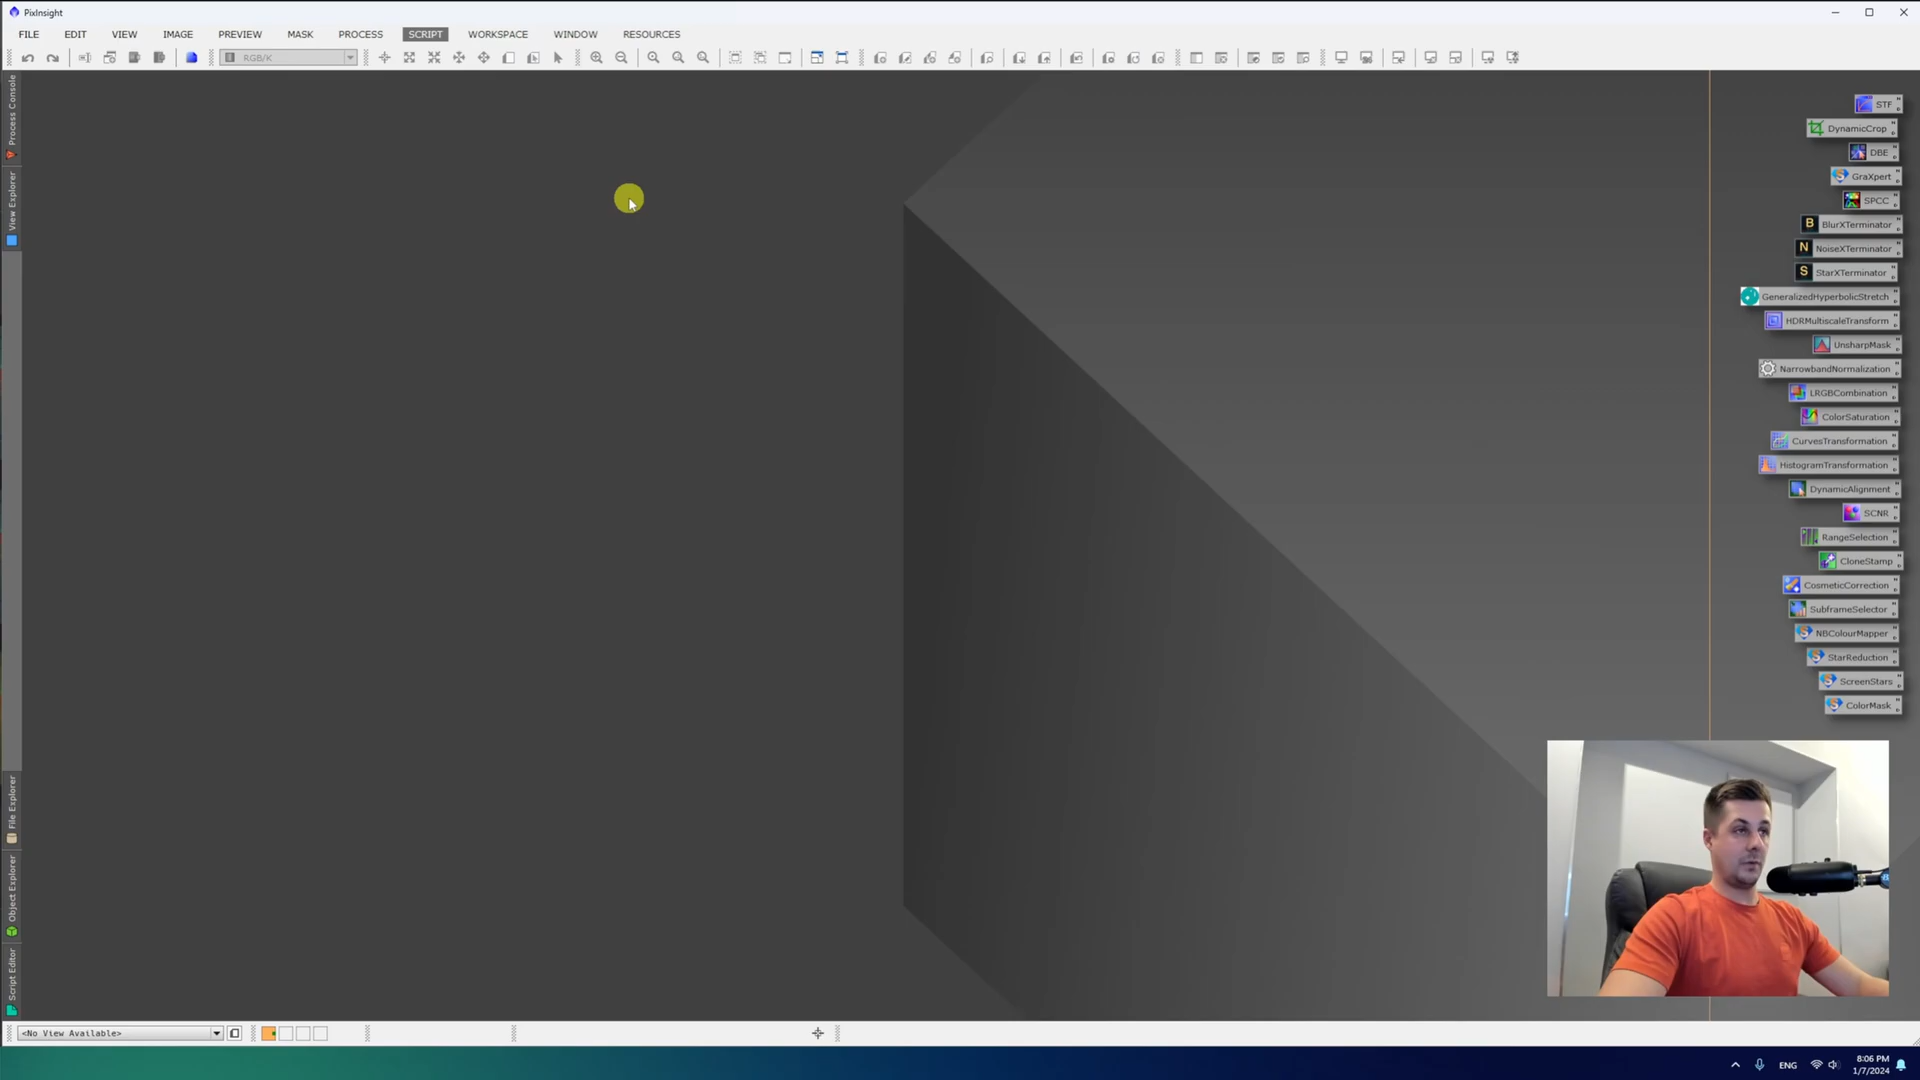 PixInsight
FILE EDIT VIEW IMAGE PREVIEW MASK PROCESS SCRIPT WORKSPACE WINDOW RESOURCES
RGB/K
Process Console
View Explorer
File Explorer
Object Explorer
Script Editor
STF
DynamicCrop
DBE
GraXpert
SPCC
B BlurXTerminator
N NoiseXTerminator
S StarXTerminator
GeneralizedHyperbolicStretch
HDRMultiscaleTransform
UnsharpMask
NarrowbandNormalization
LRGBCombination
ColorSaturation
CurvesTransformation
HistogramTransformation
DynamicAlignment
SCNR
RangeSelection
CloneStamp
CosmeticCorrection
SubframeSelector
NBColourMapper
StarReduction
ScreenStars
ColorMask
<No View Available>
ENG
8:06 PM
1/7/2024